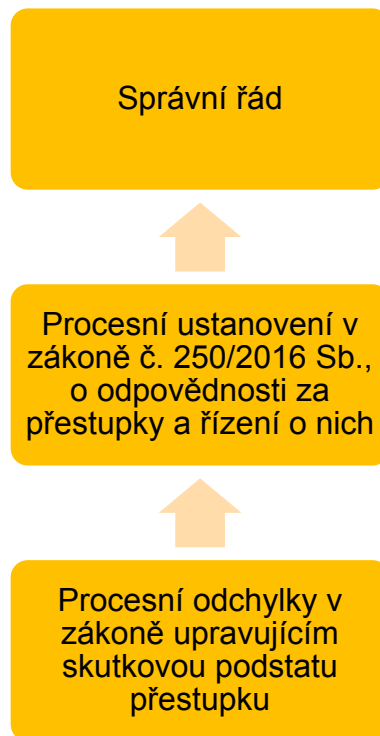 Správní řád
Procesní ustanovení v
zákoně č. 250/2016 Sb.,
o odpovědnosti za
přestupky a řízení o nich
Procesní odchylky v
zákoně upravujícím
skutkovou podstatu
přestupku